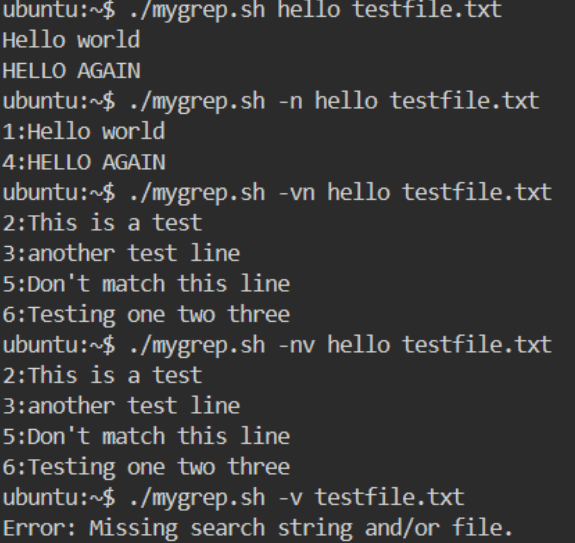 ubuntu:~$ ./mygrep.sh hello testfile.txt
Hello world
HELLO AGAIN
ubuntu:~$ ./mygrep.sh -n hello testfile.txt
1:Hello world
4:HELLO AGAIN
ubuntu:~$ ./mygrep.sh -vn hello testfile.txt
2:This is a test
3:another test line
5:Don't match this line
6:Testing one two three
ubuntu:~$ ./mygrep.sh -nv hello testfile.txt
2:This is a test
3:another test line
5:Don't match this line
6:Testing one two three
ubuntu:~$ ./mygrep.sh -v testfile.txt
Error: Missing search string and/or file.